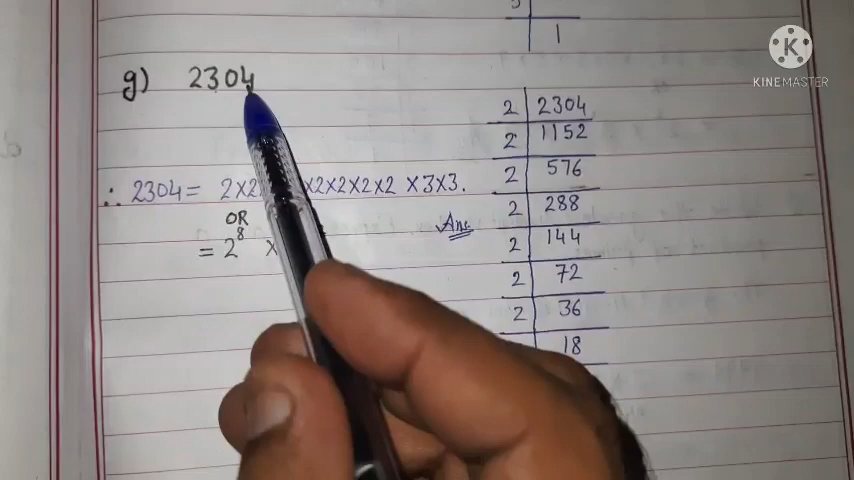 1
g) 2304
∴ 2304 = 2×2 ×2×2×2×2 ×3×3.
OR
= 2⁸ ×
Ans
2 | 2304
2 | 1152
2 | 576
2 | 288
2 | 144
2 | 72
2 | 36
18
K
KINEMASTER